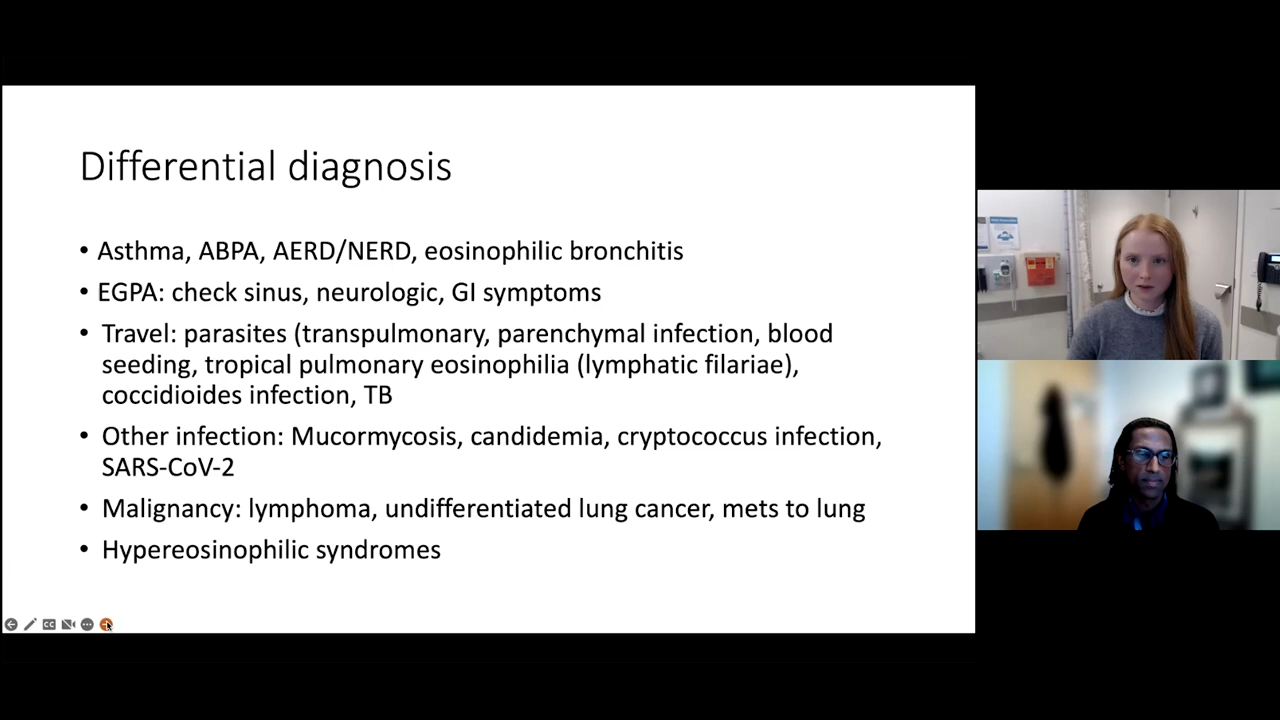 Differential diagnosis
• Asthma, ABPA, AERD/NERD, eosinophilic bronchitis
• EGPA: check sinus, neurologic, GI symptoms
• Travel: parasites (transpulmonary, parenchymal infection, blood
seeding, tropical pulmonary eosinophilia (lymphatic filariae),
coccidioides infection, TB
• Other infection: Mucormycosis, candidemia, cryptococcus infection,
SARS-CoV-2
• Malignancy: lymphoma, undifferentiated lung cancer, mets to lung
• Hypereosinophilic syndromes
CC